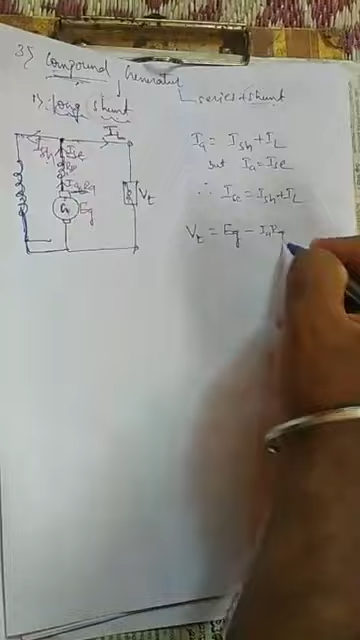 3) Compound Generator
series + shunt
1) long shunt
Ia = Ish + IL
but Ia = Ise
∴ Ise = Ish + IL
Vt = Eg - IaRa
IL
Ish
Ise
IaRa
G
Eg
Vt